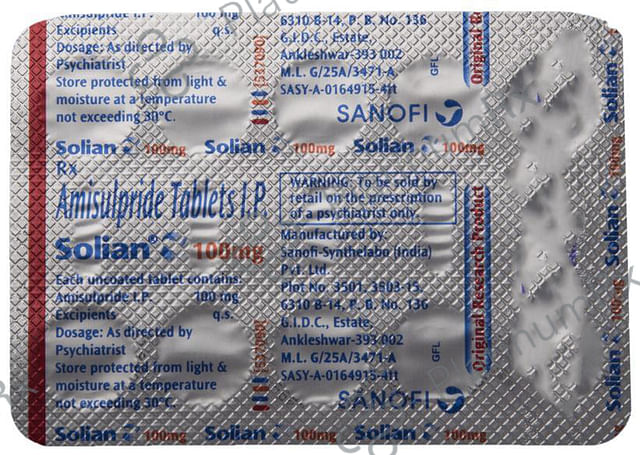 Amisulpride I.P. 100 mg
Excipients q.s.
Dosage: As directed by
Psychiatrist
Store protected from light &
moisture at a temperature
not exceeding 30°C.
6310 B-14, P. B. No. 136
G.I.D.C., Estate,
Ankleshwar-393 002
M.L. G/25A/3471-A
SASY-A-0164915-4tt
GFL
SANOFI
Original Re
Solian 100mg Solian 100mg Solian 100mg
Rx
Amisulpride Tablets I.P.
Solian® 100mg
Each uncoated tablet contains:
Amisulpride I.P. 100 mg
Excipients q.s.
Dosage: As directed by
Psychiatrist
Store protected from light &
moisture at a temperature
not exceeding 30°C.
WARNING: To be sold by
retail on the prescription
of a psychiatrist only.
Manufactured by:
Sanofi-Synthelabo (India)
Pvt. Ltd.
Plot No. 3501, 3503-15,
6310 B-14, P. B. No. 136
G.I.D.C., Estate,
Ankleshwar-393 002
M.L. G/25A/3471-A
SASY-A-0164915-4tt
GFL
SANOFI
Original Research Product
Solian 100mg Solian 100mg Solian 100mg
Solian 100mg
Solian 100mg
Solian